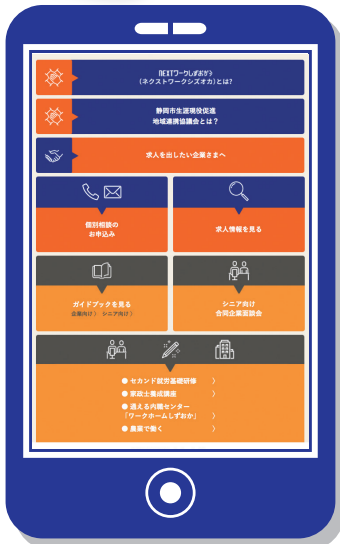 NEXTワークしずおか
(ネクストワークシズオカ)とは?
静岡市生涯現役促進
地域連携協議会とは?
求人を出したい企業さまへ
個別相談の
お申込み
求人情報を見る
ガイドブックを見る
企業向け 〉 シニア向け 〉
シニア向け
合同企業面談会
● セカンド就労基礎研修 〉
● 家政士養成講座 〉
● 通える内職センター
「ワークホームしずおか」 〉
● 農業で働く 〉